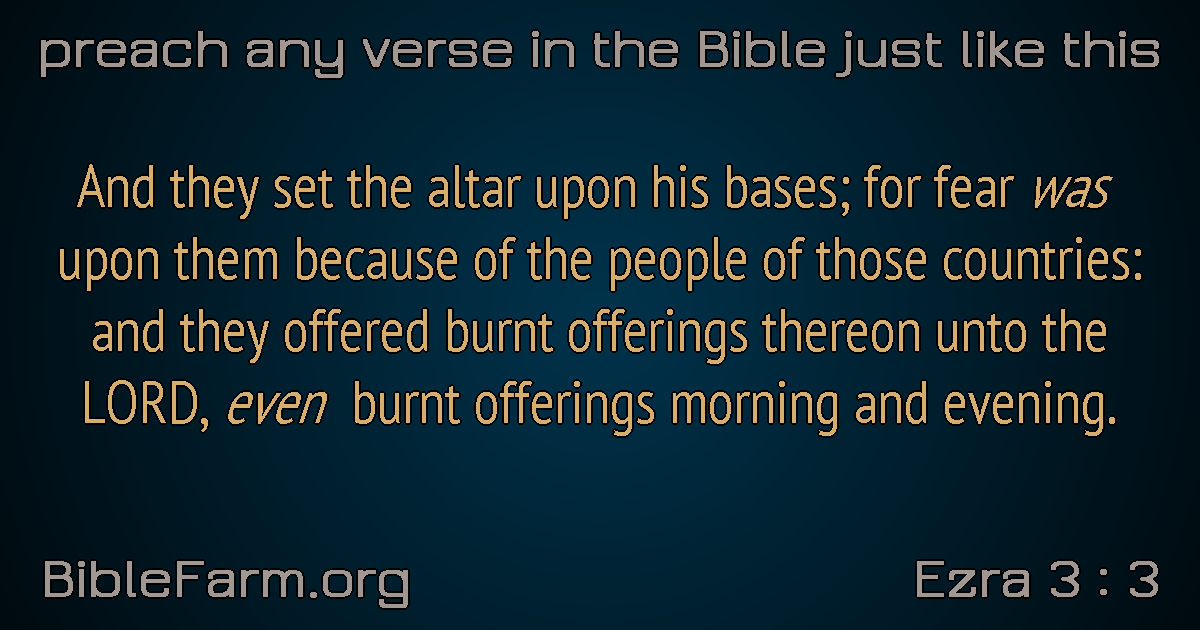 preach any verse in the Bible just like this
And they set the altar upon his bases; for fear was
upon them because of the people of those countries:
and they offered burnt offerings thereon unto the
LORD, even burnt offerings morning and evening.
BibleFarm.org
Ezra 3 : 3